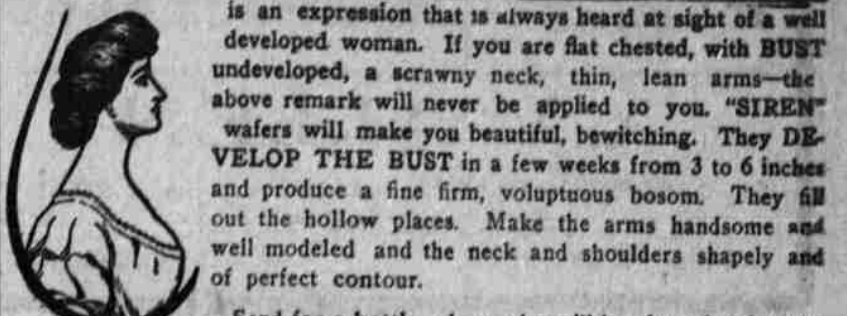 is an expression that is always heard at sight of a well
developed woman. If you are flat chested, with BUST
undeveloped, a scrawny neck, thin, lean arms—the
above remark will never be applied to you. "SIREN"
wafers will make you beautiful, bewitching. They DE-
VELOP THE BUST in a few weeks from 3 to 6 inches
and produce a fine firm, voluptuous bosom. They fill
out the hollow places. Make the arms handsome and
well modeled and the neck and shoulders shapely and
of perfect contour.